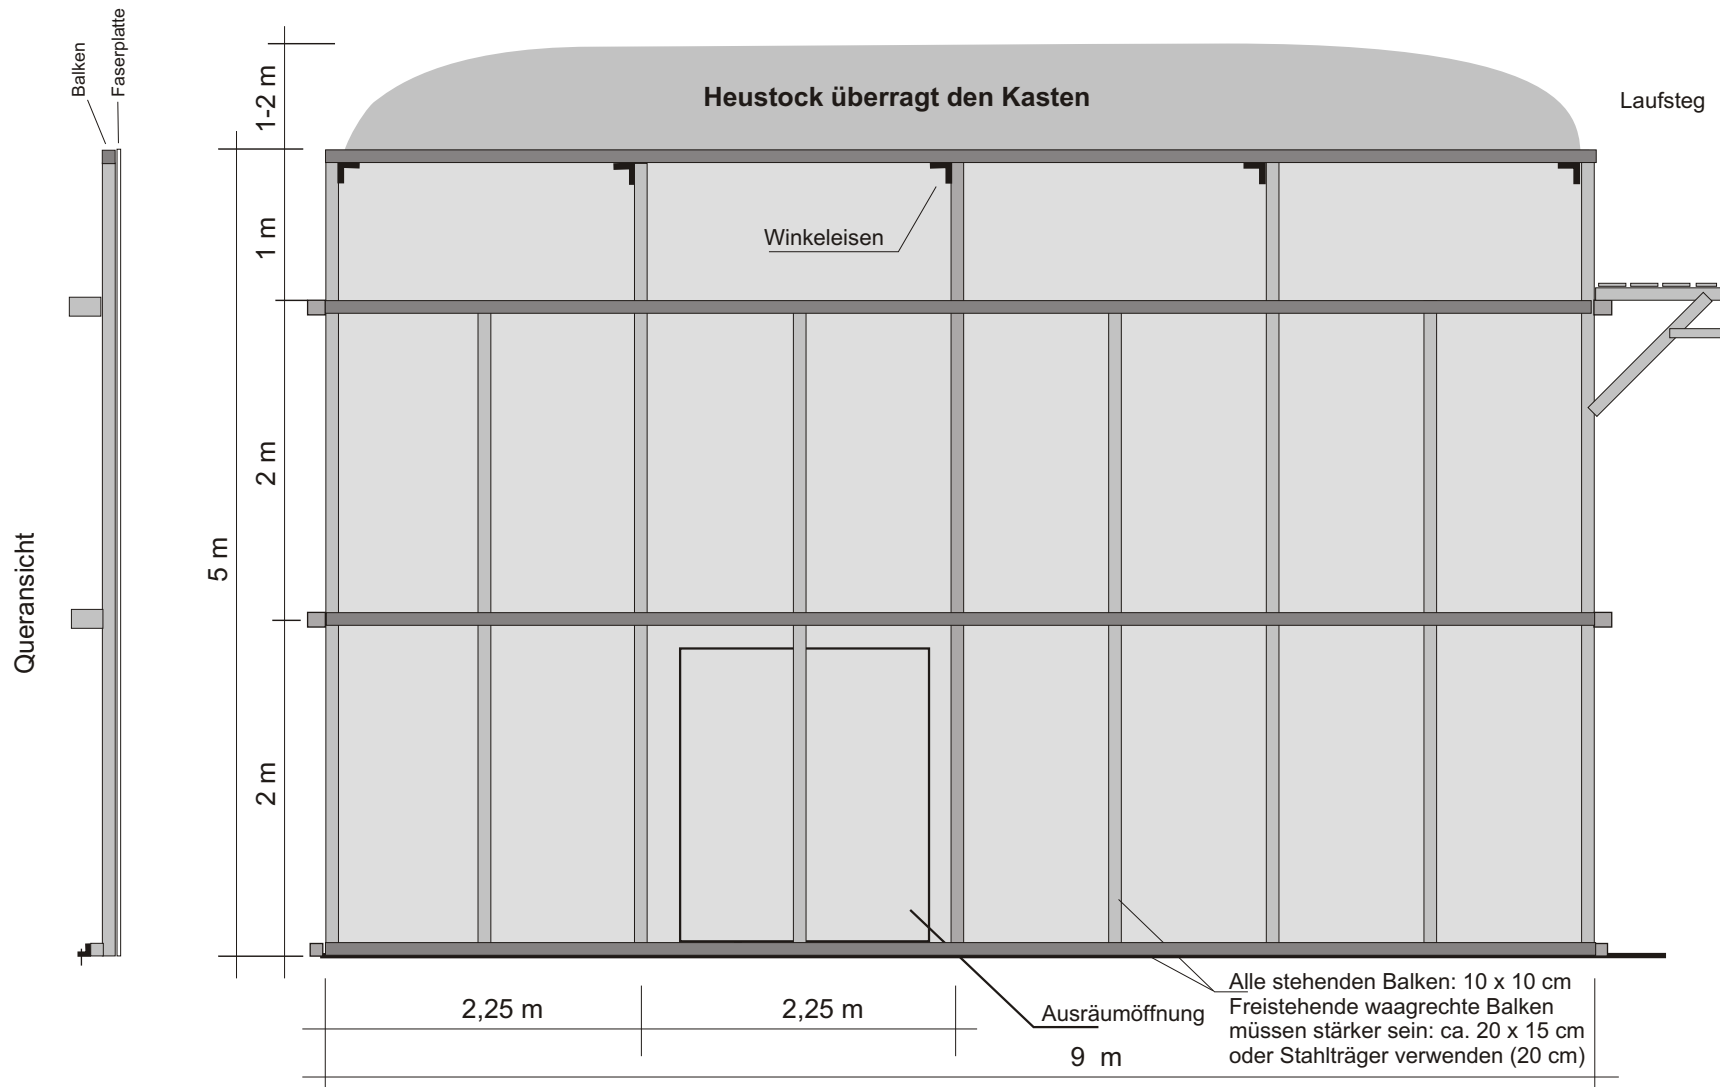 Balken
Faserplatte
1-2 m
Heustock überragt den Kasten
Laufsteg
1 m
Winkeleisen
2 m
5 m
Queransicht
2 m
Alle stehenden Balken: 10 x 10 cm
Freistehende waagrechte Balken
müssen stärker sein: ca. 20 x 15 cm
oder Stahlträger verwenden (20 cm)
2,25 m
2,25 m
Ausräumöffnung
9 m